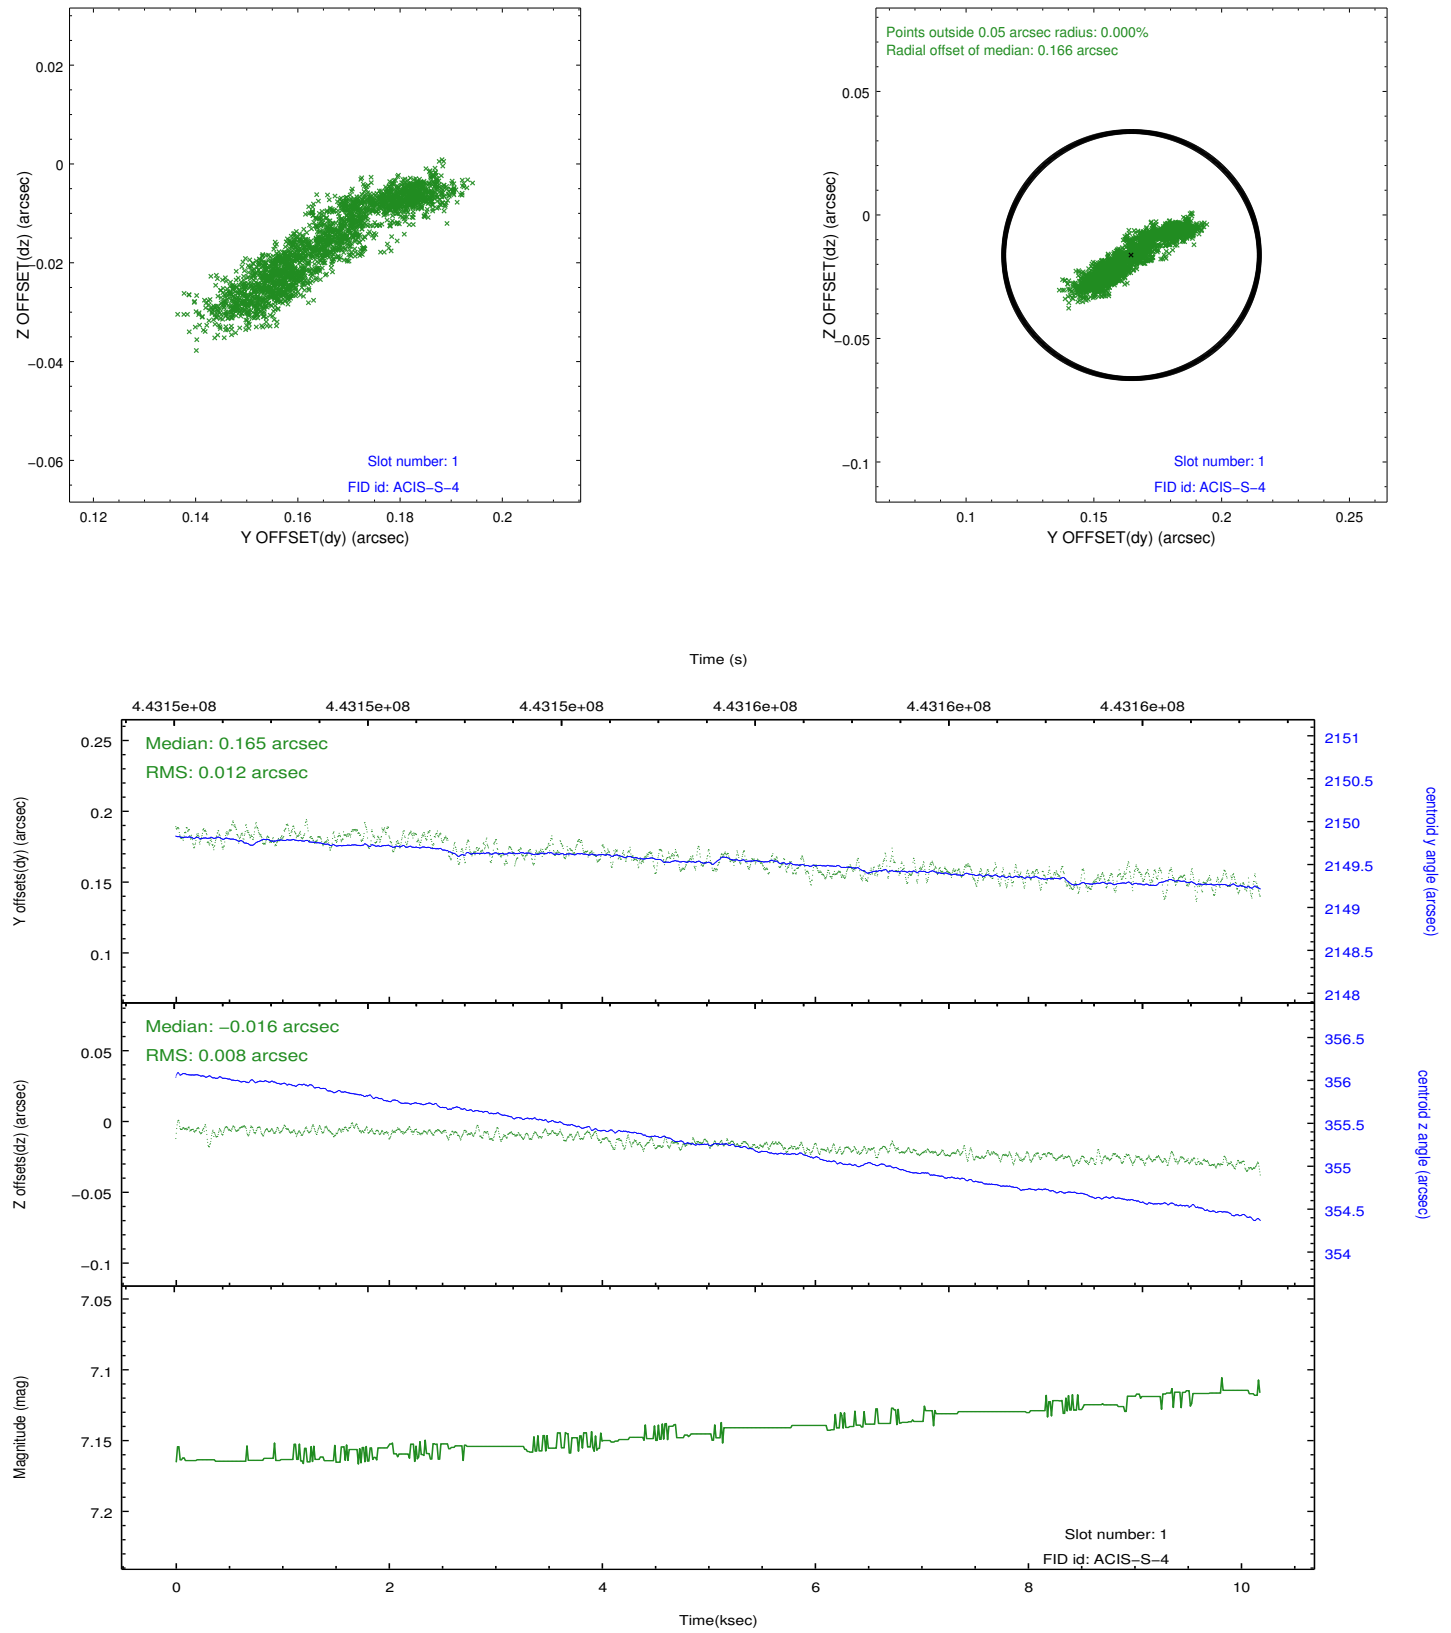 0.02
0
−0.02
−0.04
−0.06
Z OFFSET(dz) (arcsec)
Slot number: 1
FID id: ACIS−S−4
0.12 0.14 0.16 0.18 0.2
Y OFFSET(dy) (arcsec)
Points outside 0.05 arcsec radius: 0.000%
Radial offset of median: 0.166 arcsec
0.05
0
−0.05
−0.1
Z OFFSET(dz) (arcsec)
Slot number: 1
FID id: ACIS−S−4
0.1 0.15 0.2 0.25
Y OFFSET(dy) (arcsec)
Time (s)
4.4315e+08 4.4315e+08 4.4315e+08 4.4316e+08 4.4316e+08 4.4316e+08
Median: 0.165 arcsec
RMS: 0.012 arcsec
0.25
0.2
0.15
0.1
Y offsets(dy) (arcsec)
2151
2150.5
2150
2149.5
2149
2148.5
2148
centroid y angle (arcsec)
Median: −0.016 arcsec
RMS: 0.008 arcsec
0.05
0
−0.05
−0.1
Z offsets(dz) (arcsec)
356.5
356
355.5
355
354.5
354
centroid z angle (arcsec)
7.05
7.1
7.15
7.2
Magnitude (mag)
Slot number: 1
FID id: ACIS−S−4
0 2 4 6 8 10
Time(ksec)